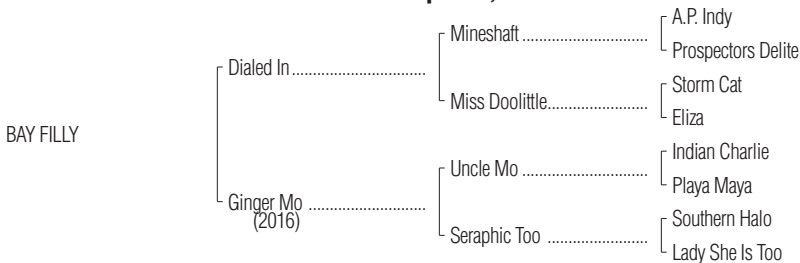 A.P. Indy
Mineshaft
Prospectors Delite
Dialed In
Storm Cat
Miss Doolittle
Eliza
BAY FILLY
Indian Charlie
Uncle Mo
Playa Maya
Ginger Mo
(2016)
Southern Halo
Seraphic Too
Lady She Is Too